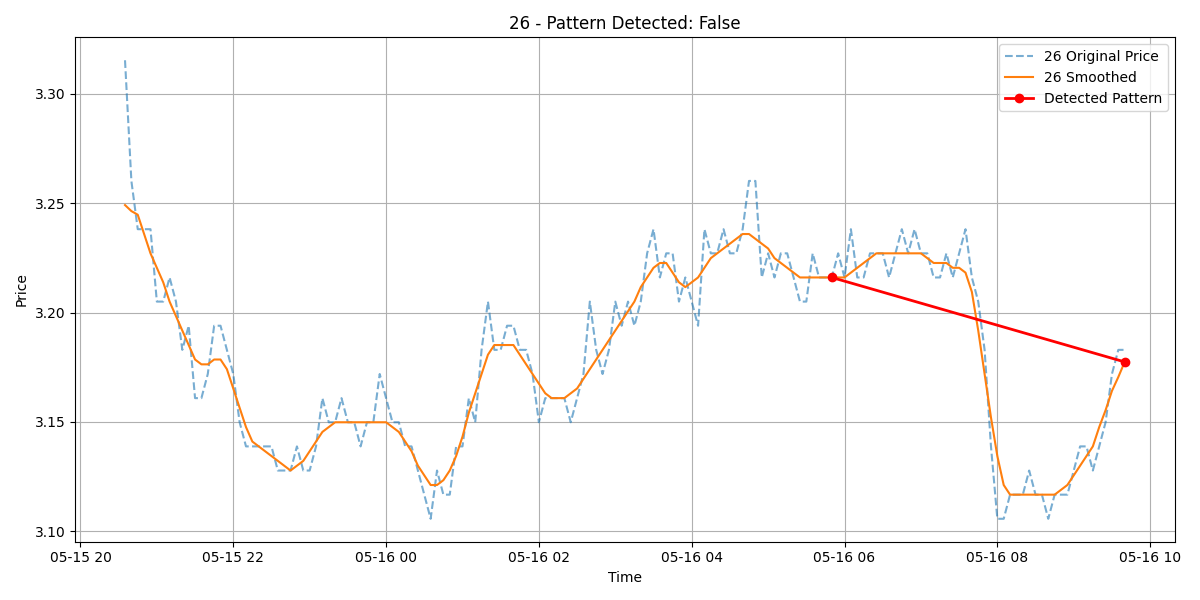 26 - Pattern Detected: False
26 Original Price
26 Smoothed
Detected Pattern
Price
3.30
3.25
3.20
3.15
3.10
05-15 20
05-15 22
05-16 00
05-16 02
05-16 04
05-16 06
05-16 08
05-16 10
Time